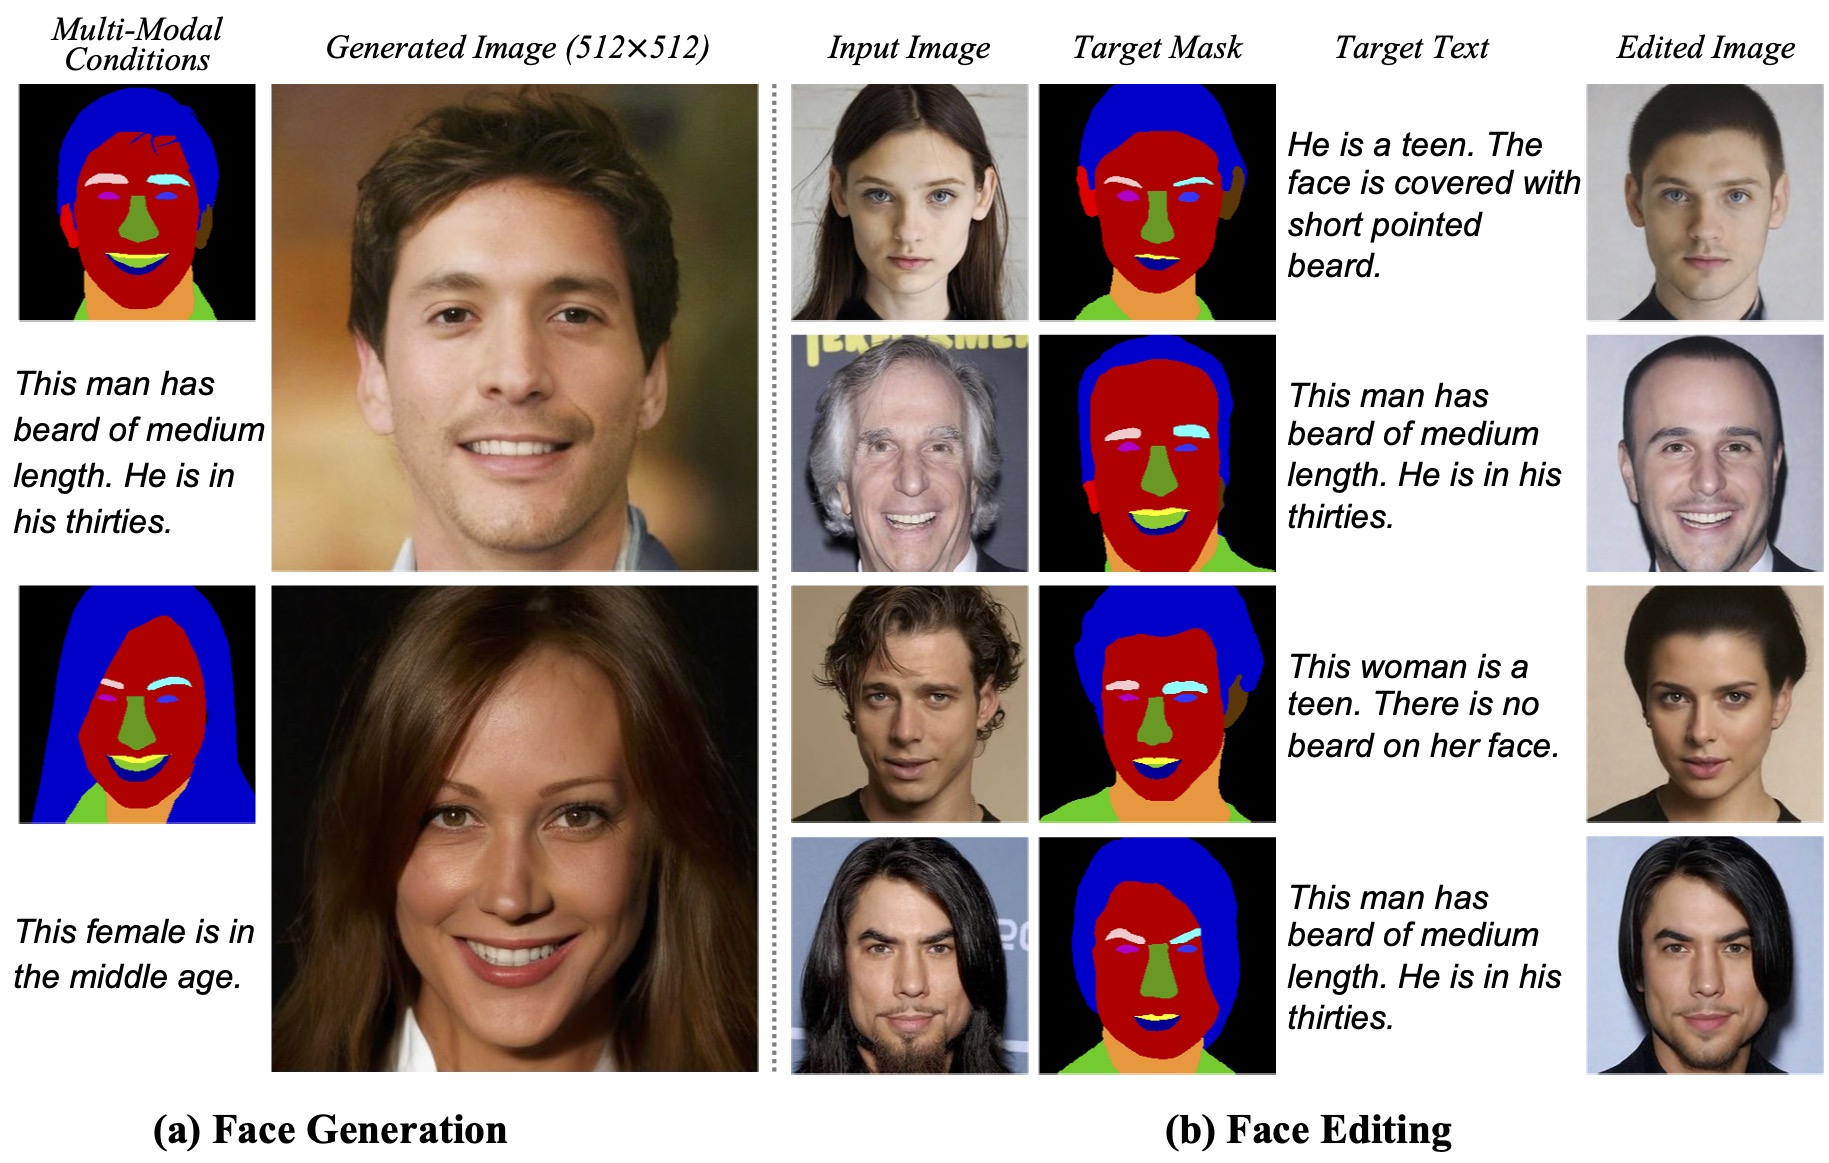 Multi-Modal
Conditions
Generated Image (512×512)
Input Image
Target Mask
Target Text
Edited Image
This man has
beard of medium
length. He is in
his thirties.
This female is in
the middle age.
He is a teen. The
face is covered with
short pointed
beard.
This man has
beard of medium
length. He is in his
thirties.
This woman is a
teen. There is no
beard on her face.
This man has
beard of medium
length. He is in his
thirties.
(a) Face Generation
(b) Face Editing